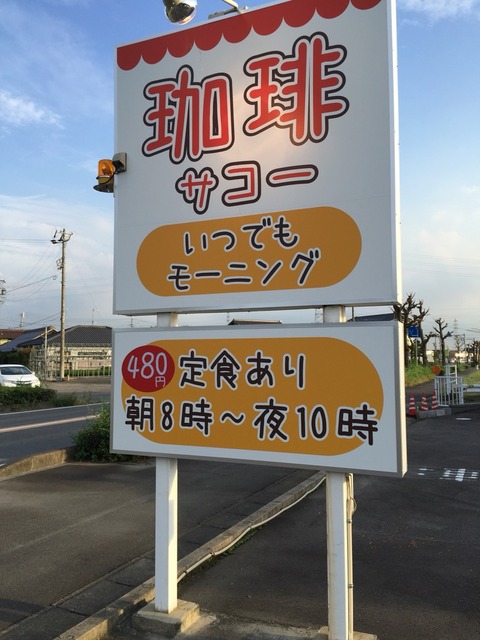 珈琲
サコー
いつでも
モーニング
480円 定食あり
朝8時～夜10時